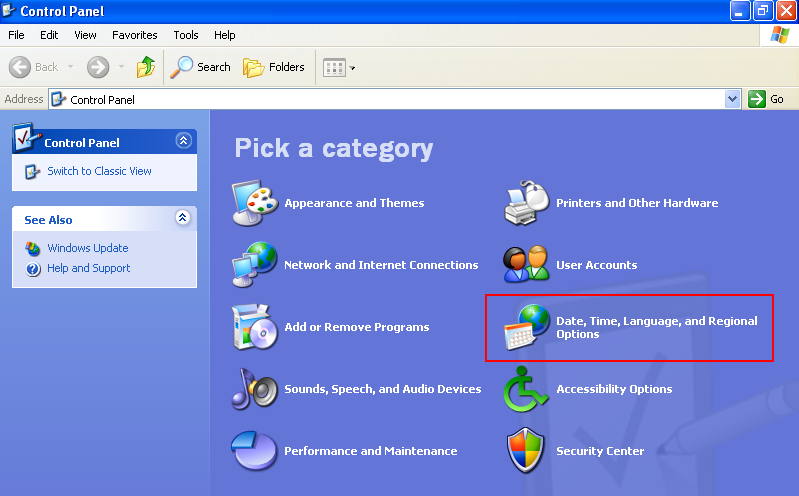 Control Panel
File Edit View Favorites Tools Help
Back Search Folders
Address Control Panel Go
Control Panel
Switch to Classic View
See Also
Windows Update
Help and Support
Pick a category
Appearance and Themes
Printers and Other Hardware
Network and Internet Connections
User Accounts
Add or Remove Programs
Date, Time, Language, and Regional
Options
Sounds, Speech, and Audio Devices
Accessibility Options
Performance and Maintenance
Security Center